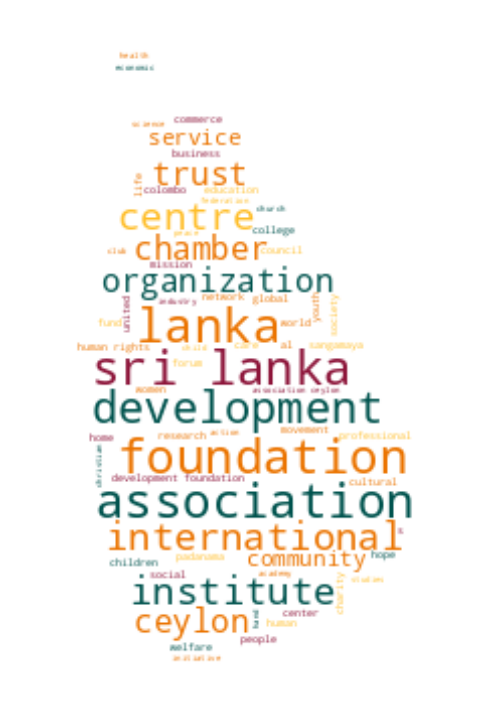 health
economic
science commerce
service
business
life trust
colombo education
federation
centre church
peace college
club chamber council
mission
organization
united industry network global youth society
fund lanka world
human rights child care al sangamaya
sri lanka
forum
women association ceylon
development
movement
home research action professional
christian foundation
development foundation cultural
association
international s
community hope
children padanama
social academy studies
institute charity
ceylon fund center
human
people
welfare
initiative